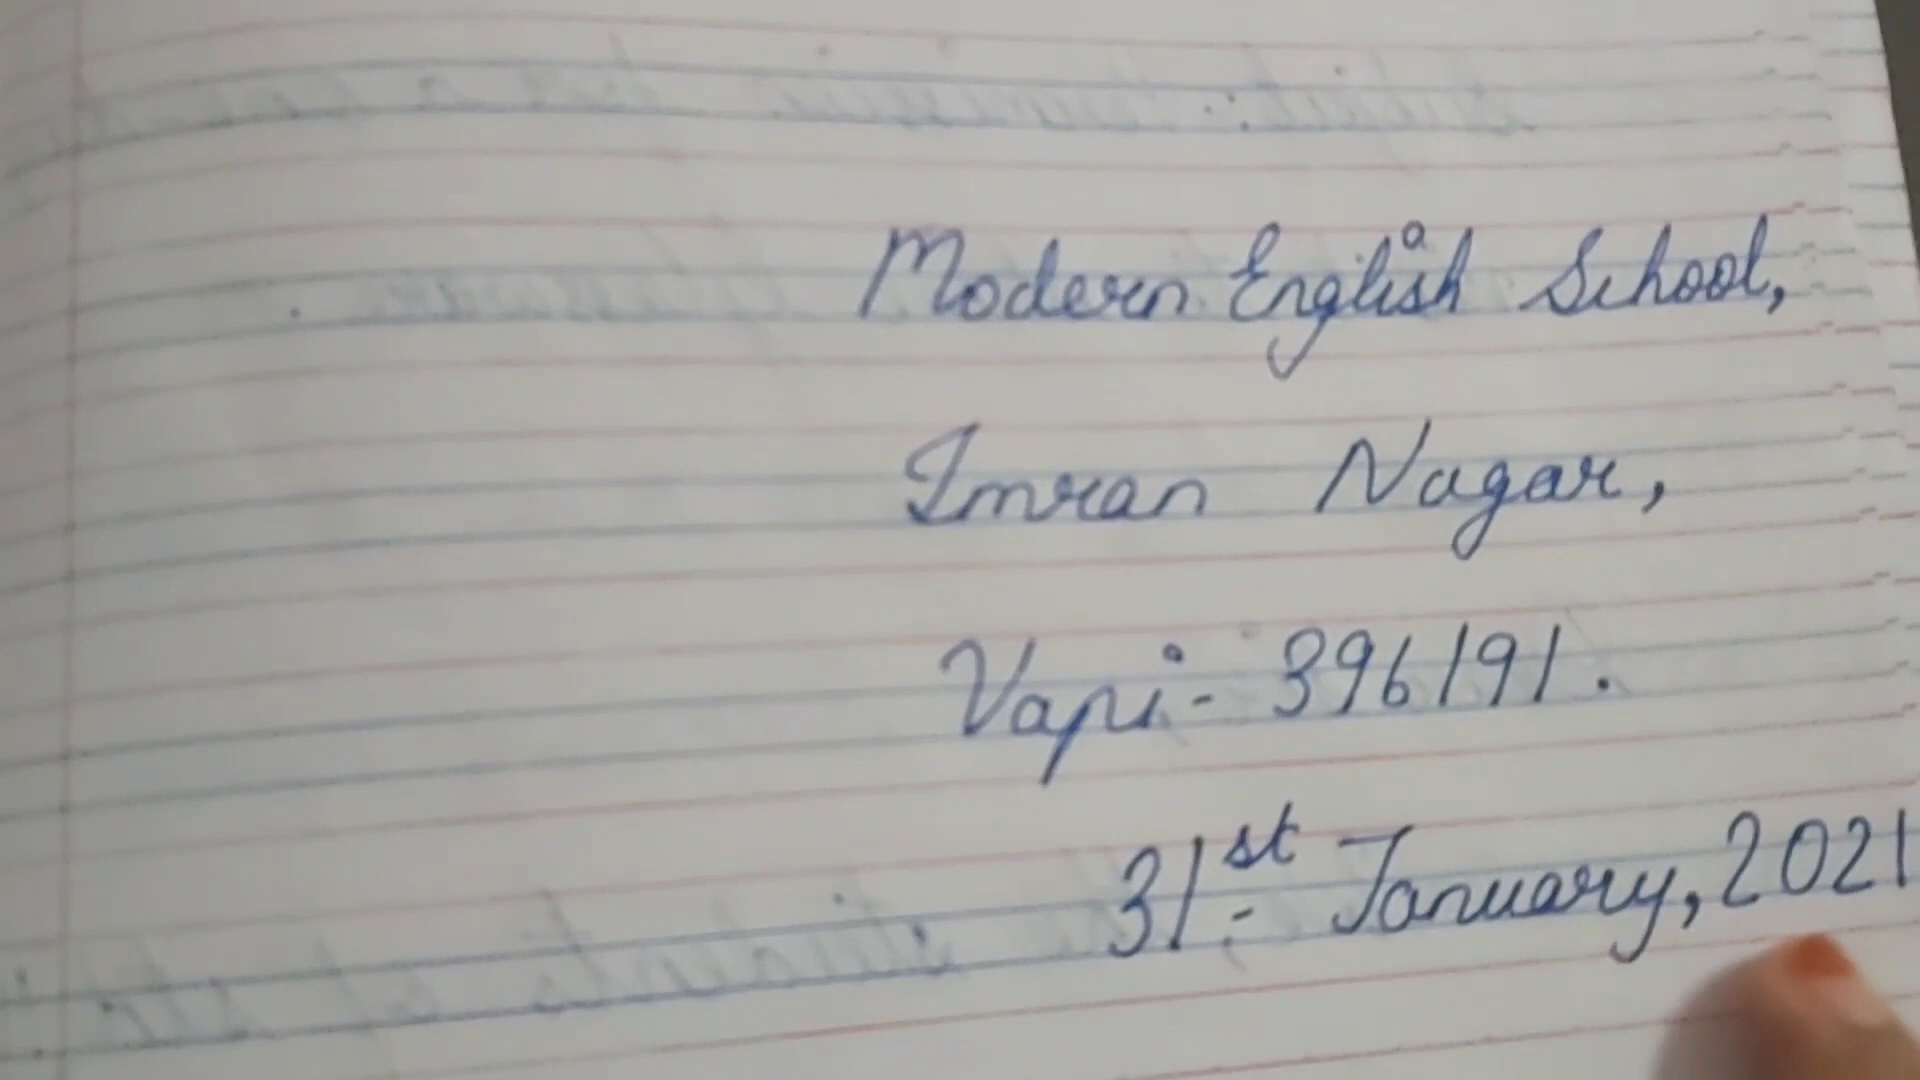 Modern English School,
Imran Nagar,
Vapi - 396191.
31st - January, 2021